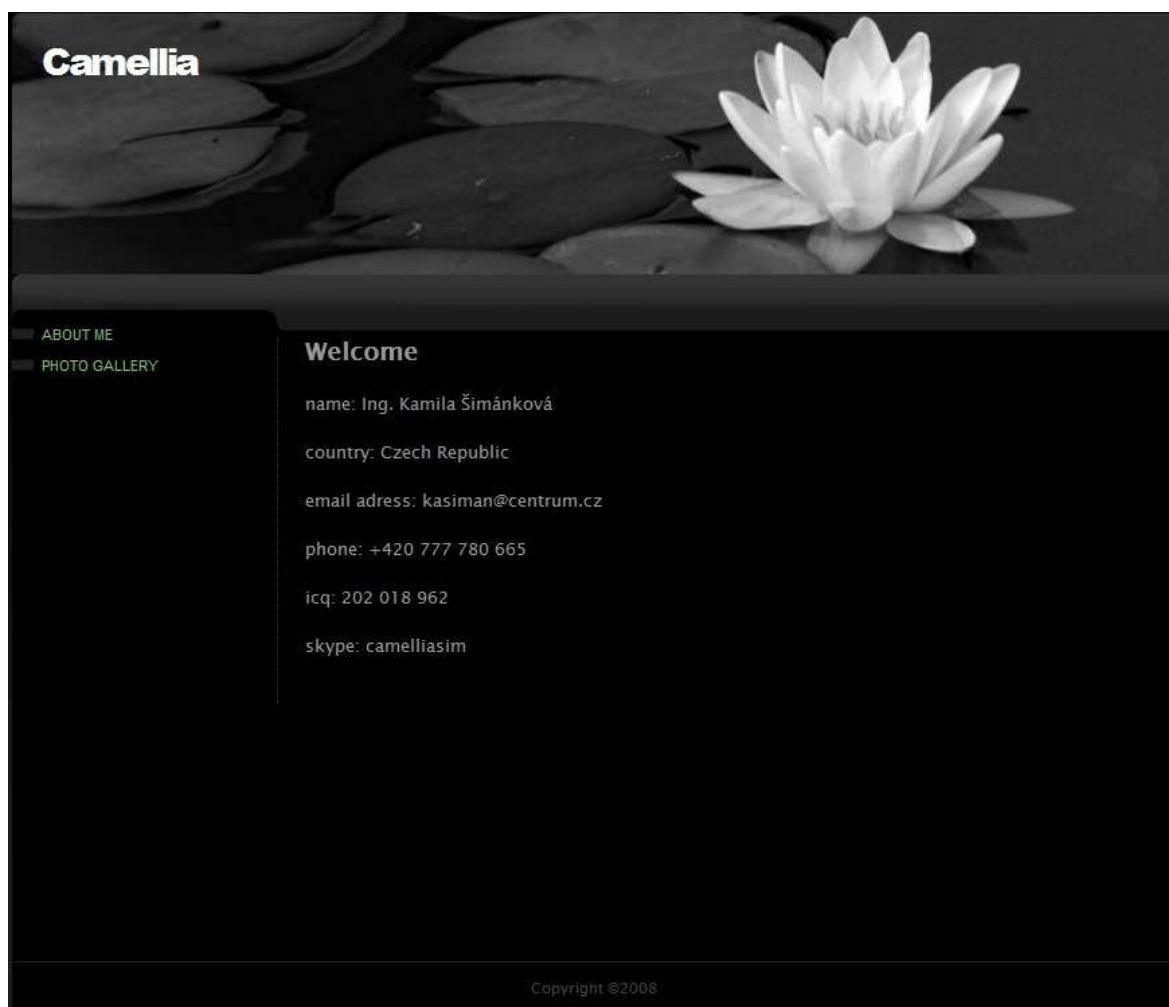 Camellia
ABOUT ME
PHOTO GALLERY
Welcome
name: Ing. Kamila Šimánková
country: Czech Republic
email adress: kasiman@centrum.cz
phone: +420 777 780 665
icq: 202 018 962
skype: camelliasim
Copyright ©2008